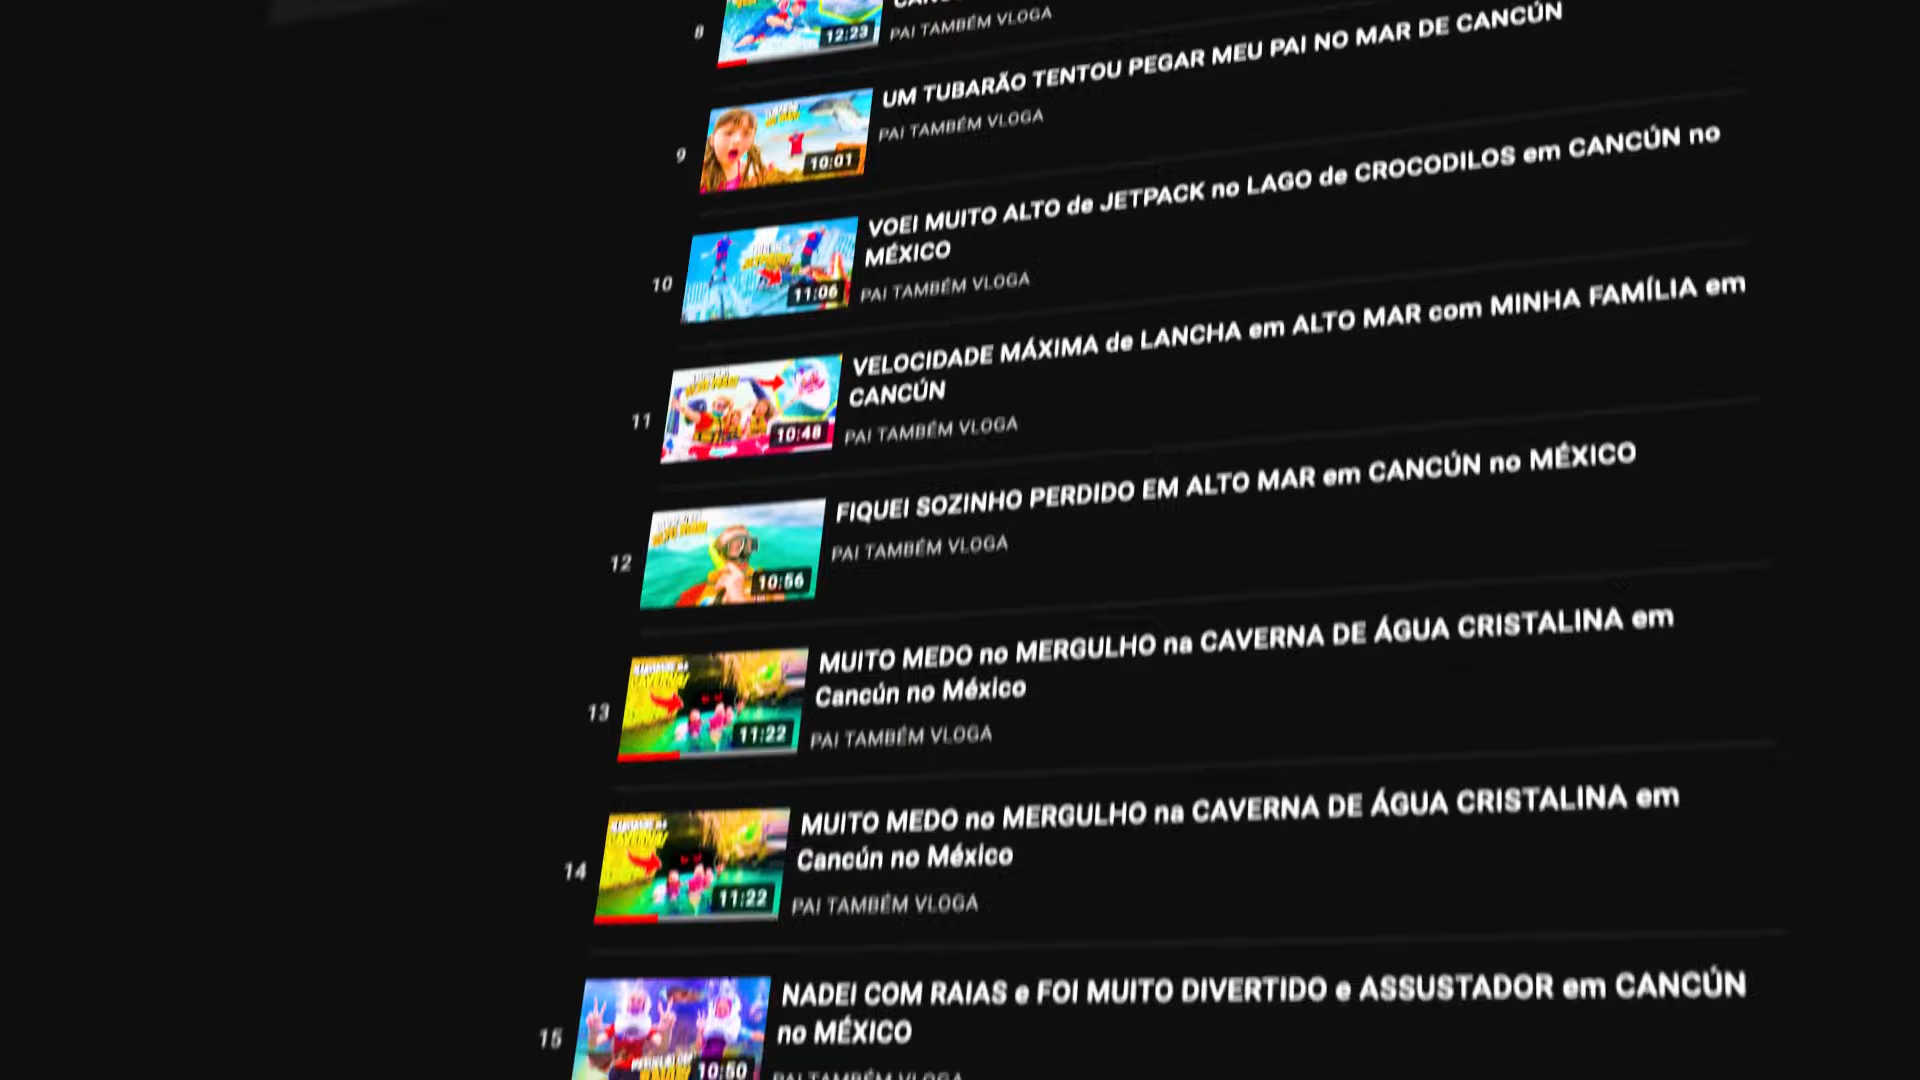 8
12:23
PAI TAMBÉM VLOGA
9
10:01
UM TUBARÃO TENTOU PEGAR MEU PAI NO MAR DE CANCÚN
PAI TAMBÉM VLOGA
10
11:06
VOEI MUITO ALTO de JETPACK no LAGO de CROCODILOS em CANCÚN no
MÉXICO
PAI TAMBÉM VLOGA
11
10:48
VELOCIDADE MÁXIMA de LANCHA em ALTO MAR com MINHA FAMÍLIA em
CANCÚN
PAI TAMBÉM VLOGA
12
10:56
FIQUEI SOZINHO PERDIDO EM ALTO MAR em CANCÚN no MÉXICO
PAI TAMBÉM VLOGA
13
CAVERNA!
11:22
MUITO MEDO no MERGULHO na CAVERNA DE ÁGUA CRISTALINA em
Cancún no México
PAI TAMBÉM VLOGA
14
CAVERNA!
11:22
MUITO MEDO no MERGULHO na CAVERNA DE ÁGUA CRISTALINA em
Cancún no México
PAI TAMBÉM VLOGA
15
10:50
NADEI COM RAIAS e FOI MUITO DIVERTIDO e ASSUSTADOR em CANCÚN
no MÉXICO
PAI TAMBÉM VLOGA